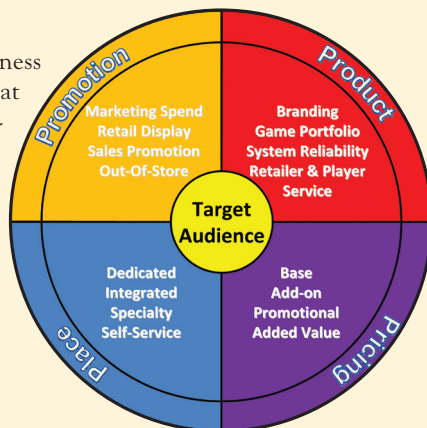 ness
at
Promotion
Marketing Spend
Retail Display
Sales Promotion
Out-Of-Store
Product
Branding
Game Portfolio
System Reliability
Retailer & Player
Service
Target
Audience
Place
Dedicated
Integrated
Specialty
Self-Service
Pricing
Base
Add-on
Promotional
Added Value